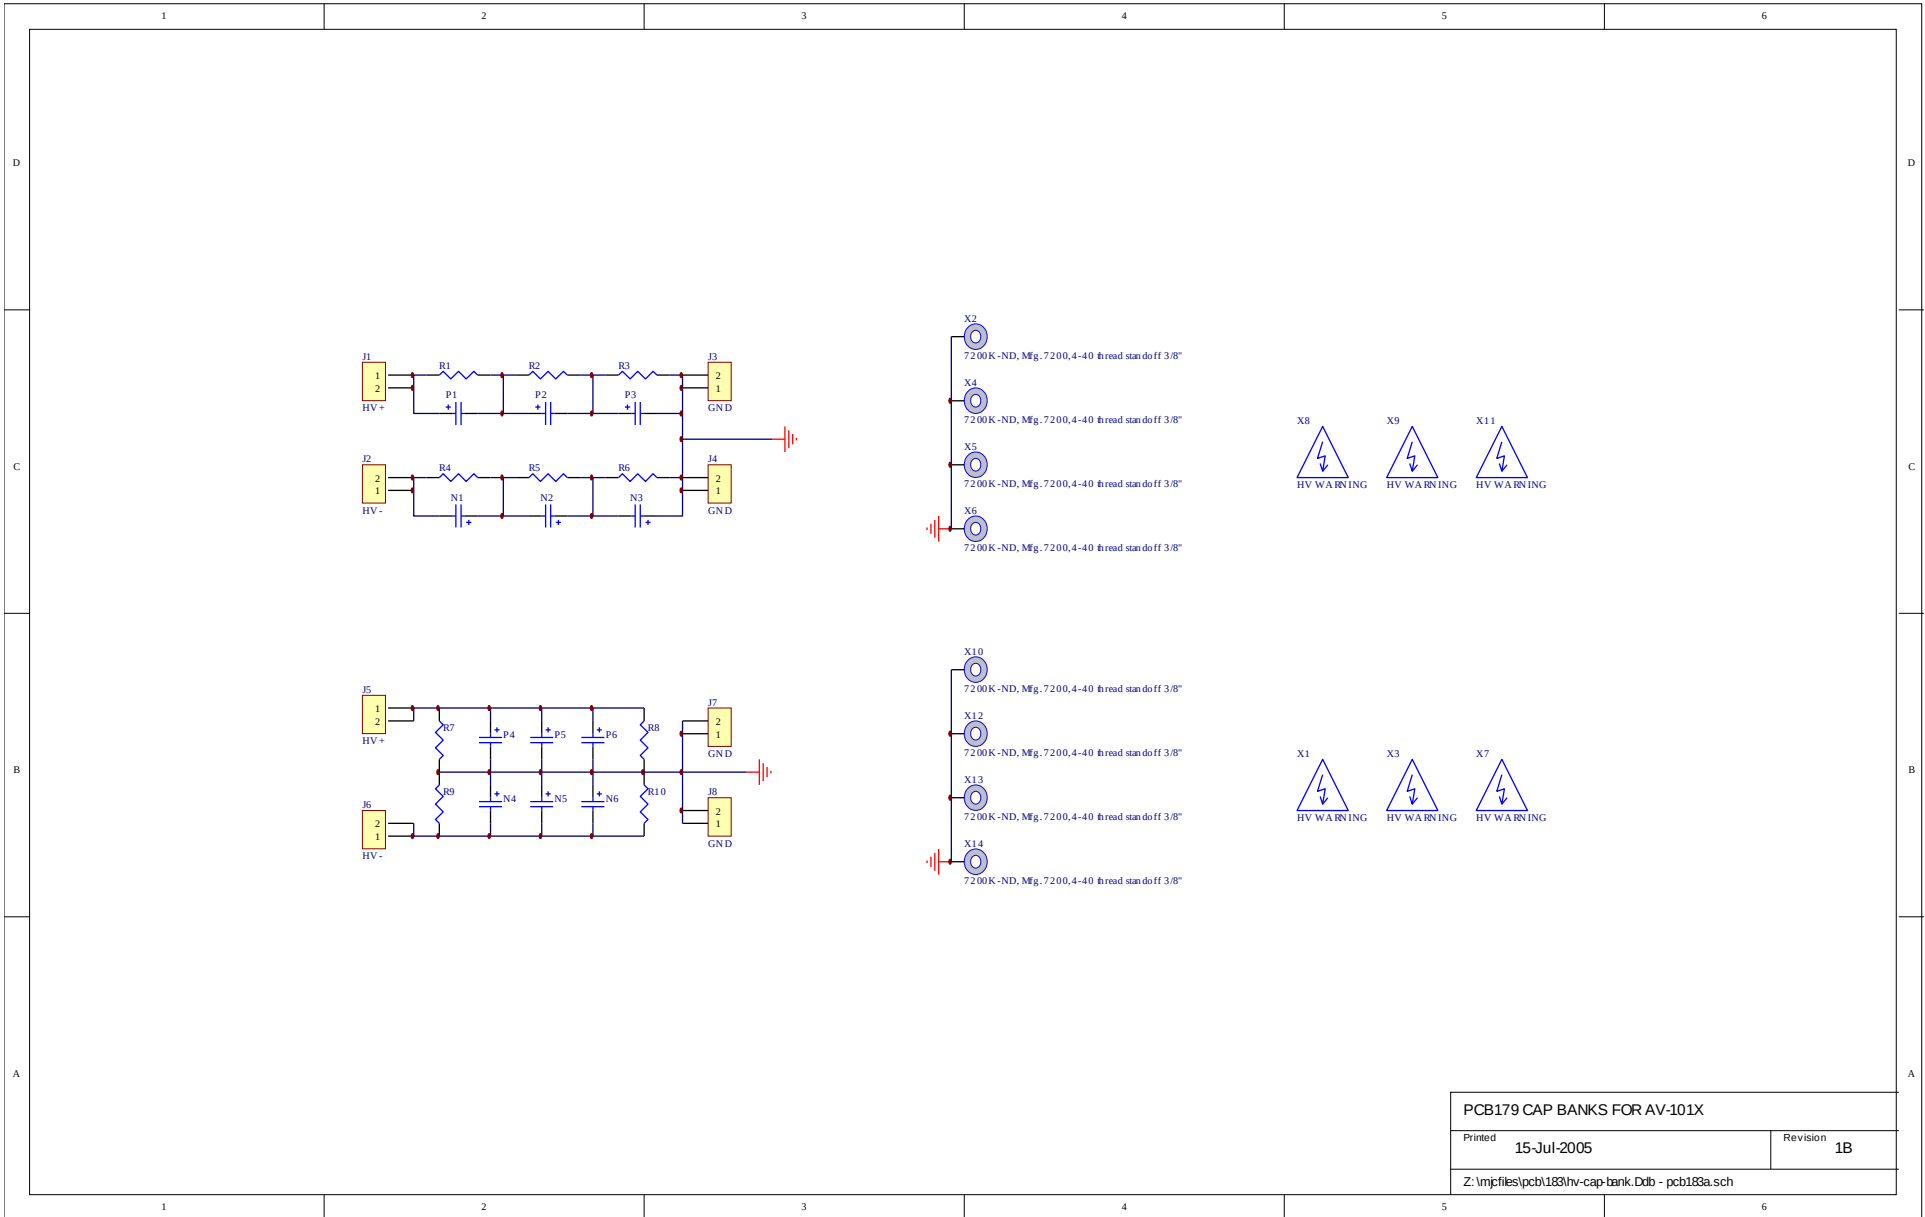 1 2 3 4 5 6
D D
X2
7200K-ND, Mfg. 7200, 4-40 thread standoff 3/8"
J1 R1 R2 R3 J3
1 2
2 1
P1 P2 P3
+ + +
HV+ GND
X4
7200K-ND, Mfg. 7200, 4-40 thread standoff 3/8"
X8 X9 X11
HV WARNING HV WARNING HV WARNING
C C
X5
7200K-ND, Mfg. 7200, 4-40 thread standoff 3/8"
J2 R4 R5 R6 J4
2 2
1 1
N1 N2 N3
+ + +
HV- GND
X6
7200K-ND, Mfg. 7200, 4-40 thread standoff 3/8"
X10
7200K-ND, Mfg. 7200, 4-40 thread standoff 3/8"
J5 J7
1 2
2 1
R7 P4 P5 P6 R8
+ + +
HV+ GND
X12
7200K-ND, Mfg. 7200, 4-40 thread standoff 3/8"
X1 X3 X7
HV WARNING HV WARNING HV WARNING
B B
X13
7200K-ND, Mfg. 7200, 4-40 thread standoff 3/8"
R9 N4 N5 N6 R10
+ + +
J6 J8
2 2
1 1
HV- GND
X14
7200K-ND, Mfg. 7200, 4-40 thread standoff 3/8"
A A
PCB179 CAP BANKS FOR AV-101X
Printed 15-Jul-2005 Revision 1B
Z:\mjcfiles\pcb\183\hv-cap-bank.Ddb - pcb183a.sch
1 2 3 4 5 6